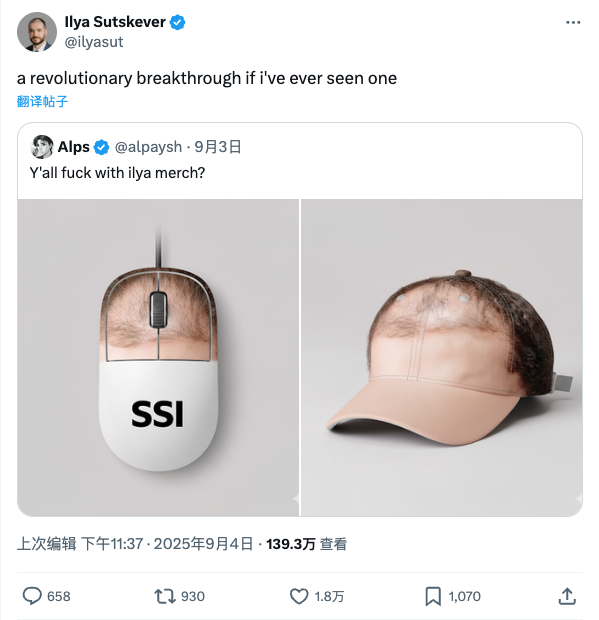 Ilya Sutskever
@ilyasut
a revolutionary breakthrough if i've ever seen one
翻译帖子
Alps @alpaysh · 9月3日
Y'all fuck with ilya merch?
SSI
上次编辑 下午11:37 · 2025年9月4日 · 139.3万 查看
658 930 1.8万 1,070